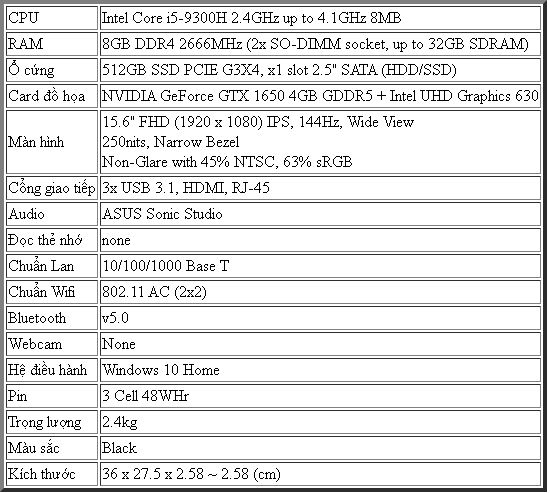 CPU Intel Core i5-9300H 2.4GHz up to 4.1GHz 8MB
RAM 8GB DDR4 2666MHz (2x SO-DIMM socket, up to 32GB SDRAM)
Ổ cứng 512GB SSD PCIE G3X4, x1 slot 2.5" SATA (HDD/SSD)
Card đồ họa NVIDIA GeForce GTX 1650 4GB GDDR5 + Intel UHD Graphics 630
Màn hình 15.6" FHD (1920 x 1080) IPS, 144Hz, Wide View
250nits, Narrow Bezel
Non-Glare with 45% NTSC, 63% sRGB
Cổng giao tiếp 3x USB 3.1, HDMI, RJ-45
Audio ASUS Sonic Studio
Đọc thẻ nhớ none
Chuẩn Lan 10/100/1000 Base T
Chuẩn Wifi 802.11 AC (2x2)
Bluetooth v5.0
Webcam None
Hệ điều hành Windows 10 Home
Pin 3 Cell 48WHr
Trọng lượng 2.4kg
Màu sắc Black
Kích thước 36 x 27.5 x 2.58 ~ 2.58 (cm)